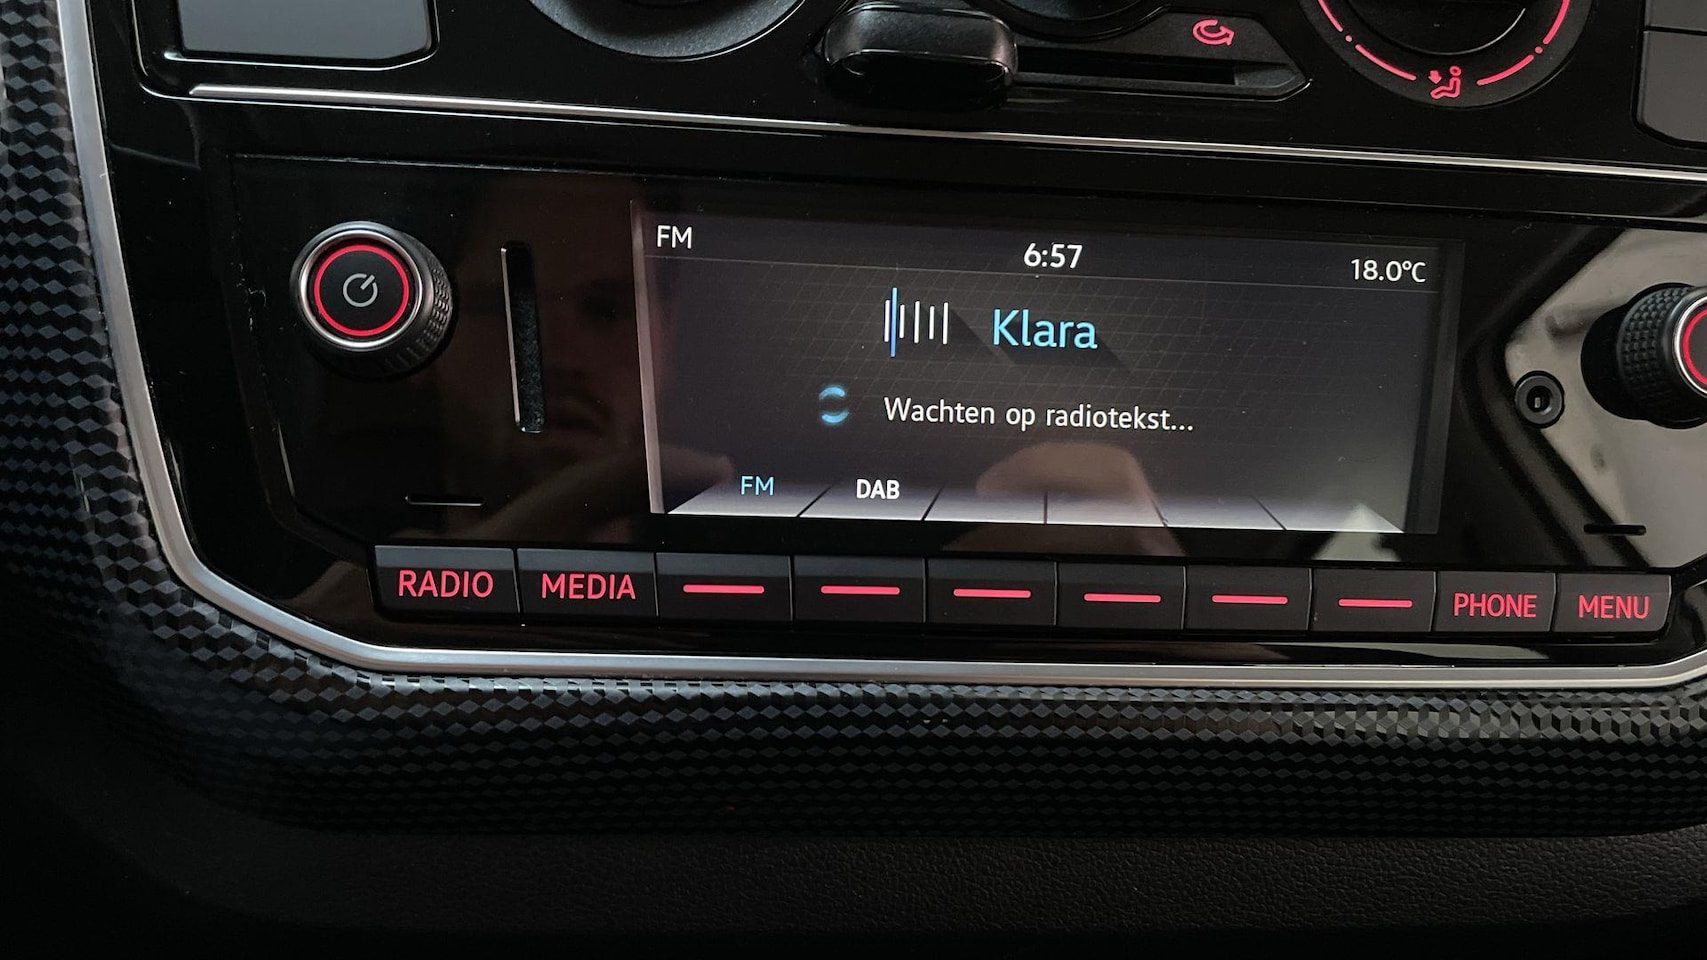 FM 6:57 18.0°C
Klara
Wachten op radiotekst...
FM DAB
RADIO MEDIA PHONE MENU